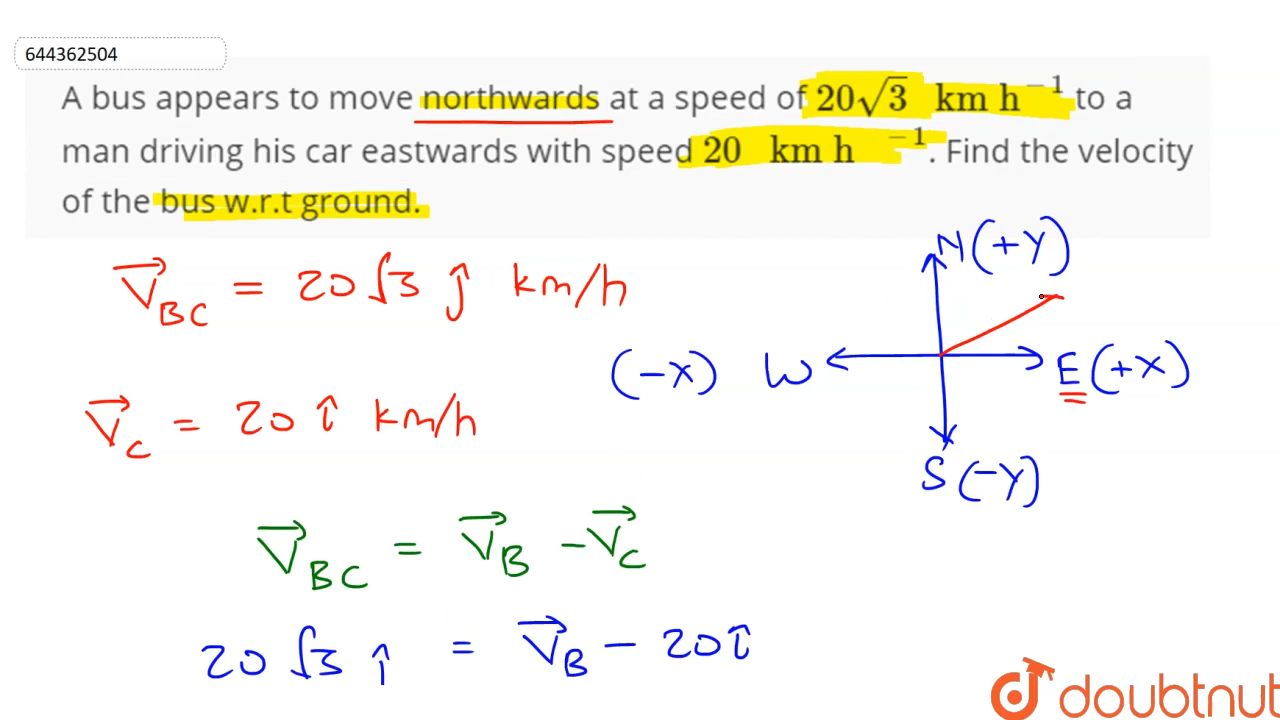 644362504
A bus appears to move northwards at a speed of 20√3 km h⁻¹ to a
man driving his car eastwards with speed 20 km h⁻¹. Find the velocity
of the bus w.r.t ground.
N(+Y)
V⃗BC = 20√3 ĵ km/h
(-X) W E(+X)
V⃗C = 20 î km/h
S(-Y)
V⃗BC = V⃗B - V⃗C
20√3 ĵ = V⃗B - 20î
doubtnut